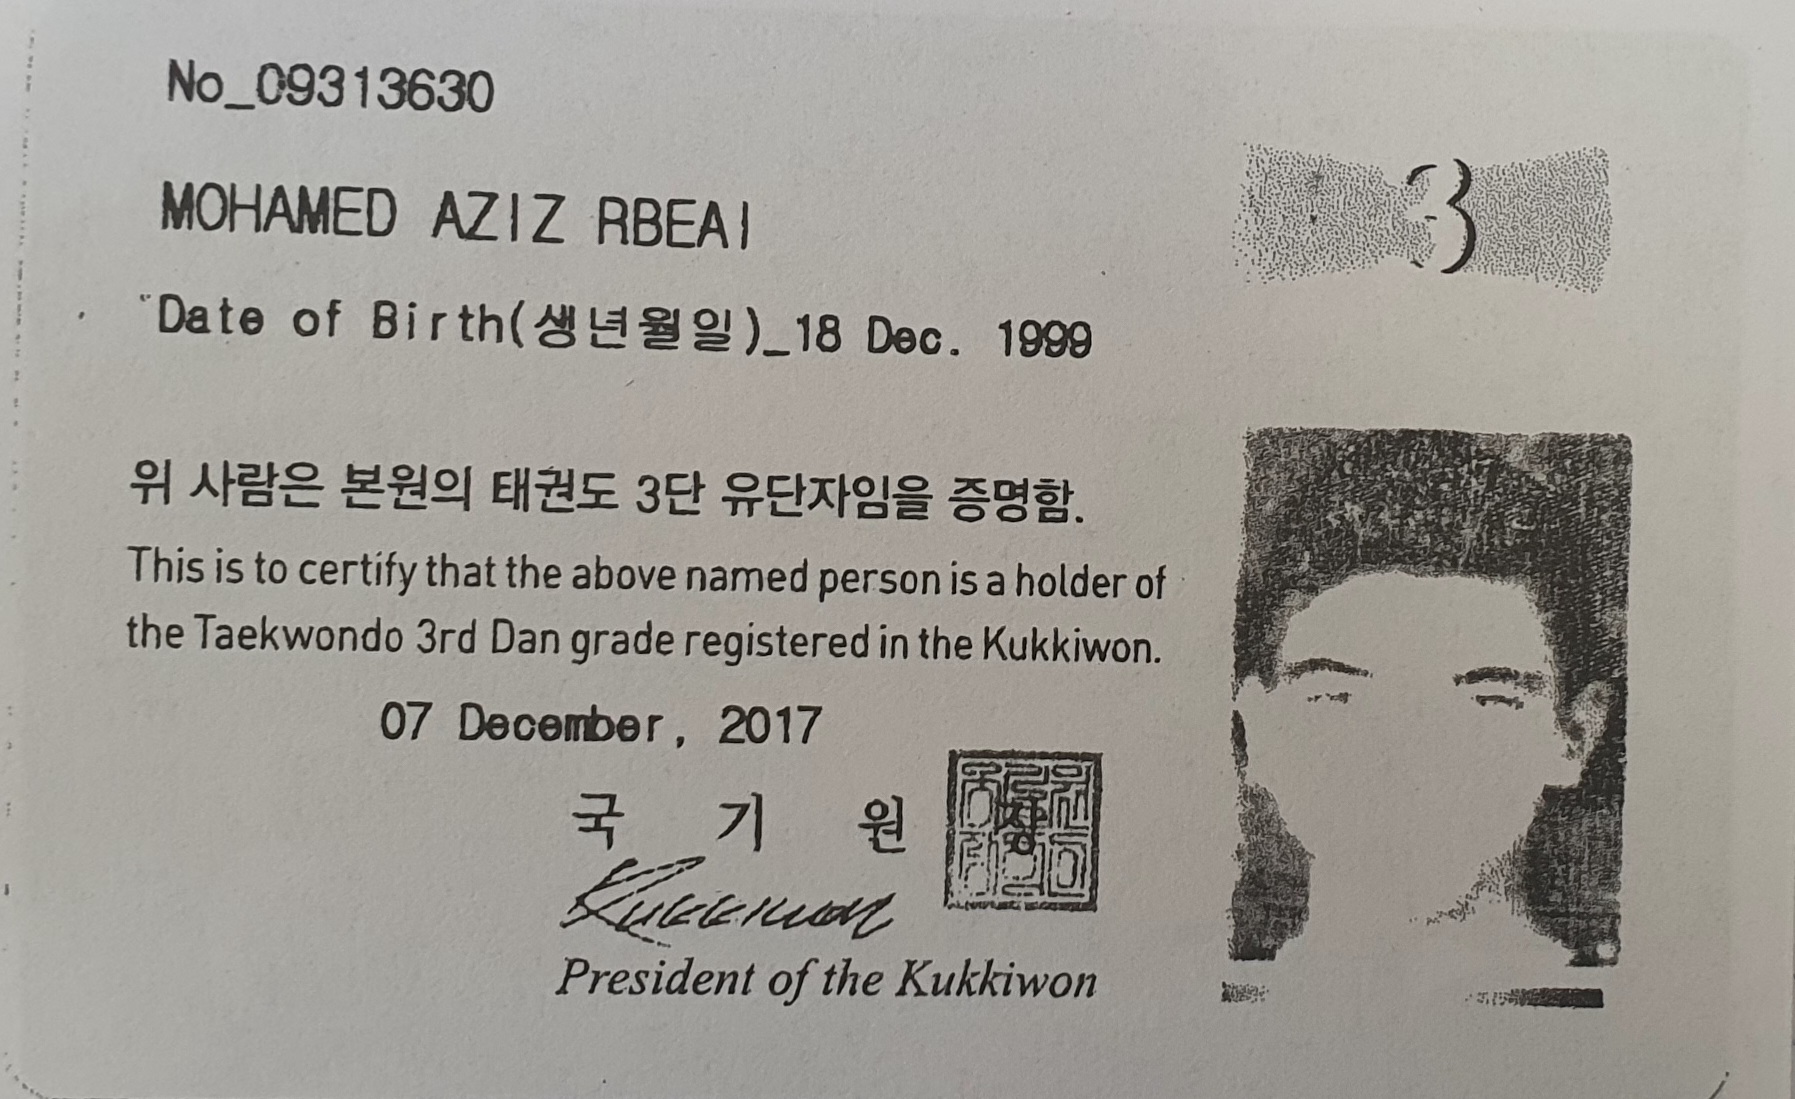 No_09313630
3
MOHAMED AZIZ RBEAI
Date of Birth(생년월일)_18 Dec. 1999
위 사람은 본원의 태권도 3단 유단자임을 증명함.
This is to certify that the above named person is a holder of
the Taekwondo 3rd Dan grade registered in the Kukkiwon.
07 December, 2017
국 기 원 장
Kukkiwon
President of the Kukkiwon